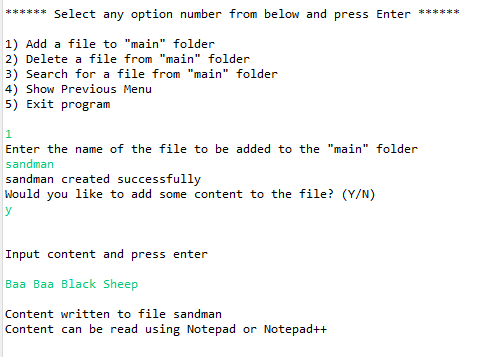 ****** Select any option number from below and press Enter ******
1) Add a file to "main" folder
2) Delete a file from "main" folder
3) Search for a file from "main" folder
4) Show Previous Menu
5) Exit program
1
Enter the name of the file to be added to the "main" folder
sandman
sandman created successfully
Would you like to add some content to the file? (Y/N)
y
Input content and press enter
Baa Baa Black Sheep
Content written to file sandman
Content can be read using Notepad or Notepad++